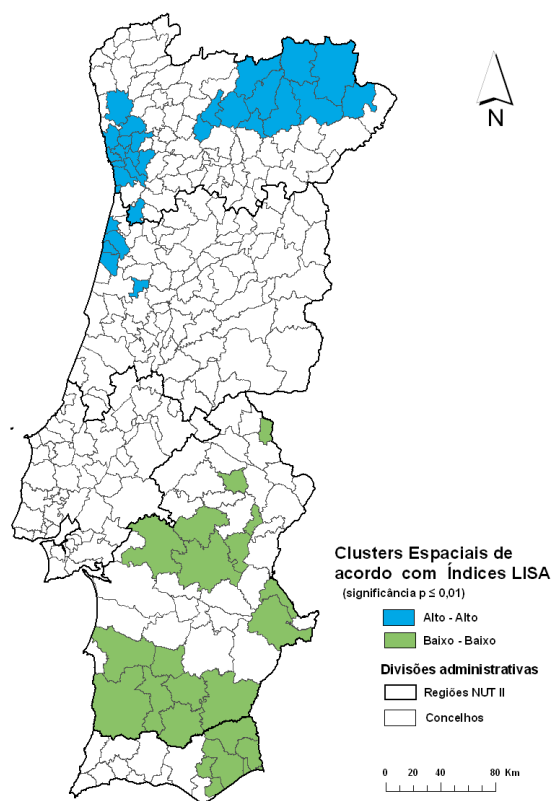 N
Clusters Espaciais de
acordo com Índices LISA
(significância p ≤ 0,01)
Alto - Alto
Baixo - Baixo
Divisões administrativas
Regiões NUT II
Concelhos
0 20 40 80 Km